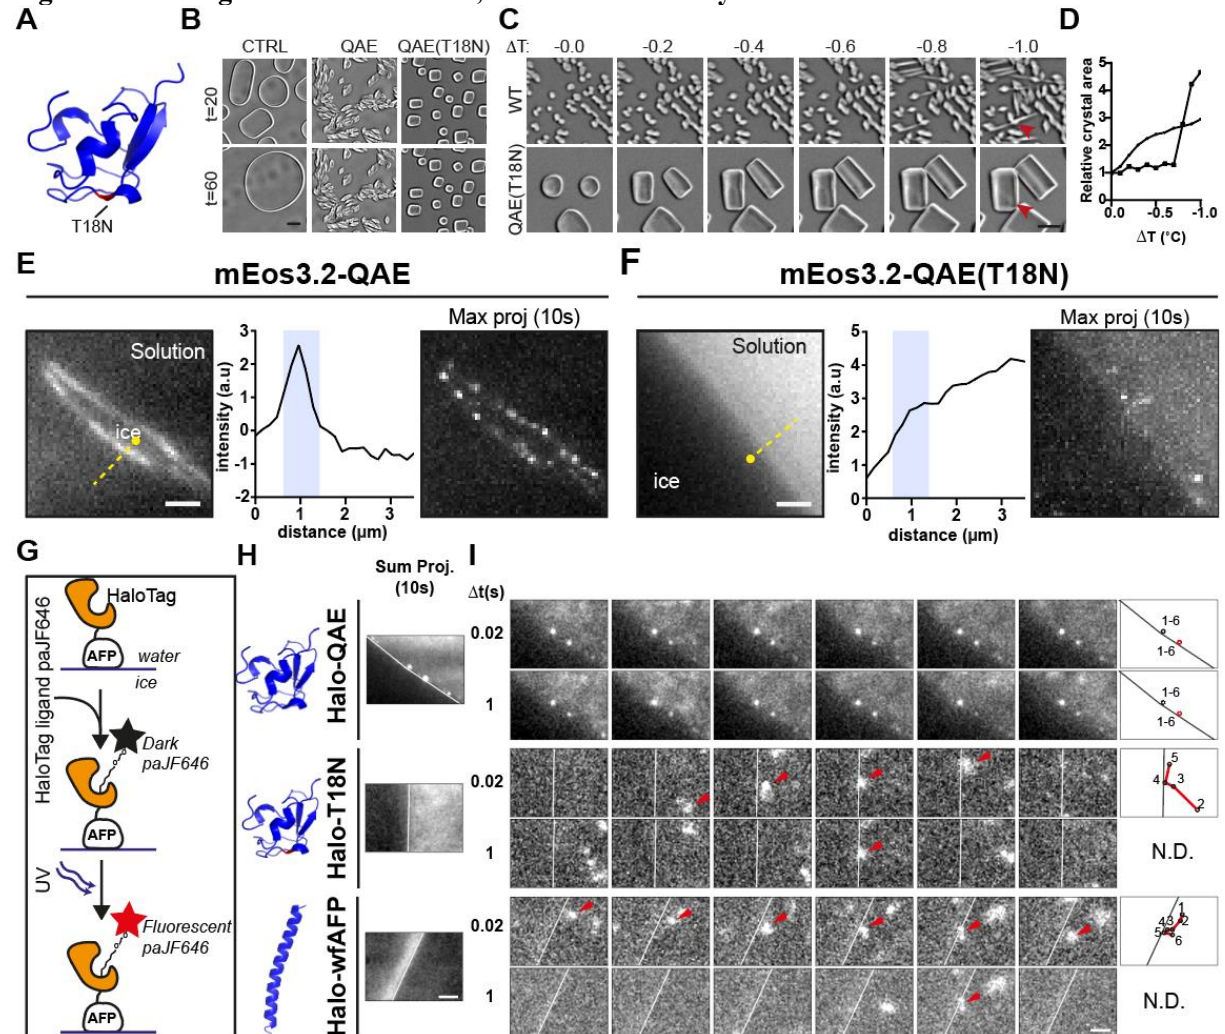 A
T18N
B
CTRL QAE QAE(T18N)
t=20
t=60
C
ΔT: -0.0 -0.2 -0.4 -0.6 -0.8 -1.0
WT
QAE(T18N)
D
Relative crystal area
5
4
3
2
1
0
0.0 -0.5 -1.0
ΔT (°C)
E
mEos3.2-QAE
Solution
ice
intensity (a.u)
3
2
1
0
-1
-2
0 1 2 3
distance (µm)
Max proj (10s)
F
mEos3.2-QAE(T18N)
Solution
ice
intensity (a.u)
5
4
3
2
1
0
0 1 2 3
distance (µm)
Max proj (10s)
G
HaloTag
AFP
water
ice
HaloTag ligand paJF646
Dark
paJF646
AFP
UV
Fluorescent
paJF646
AFP
H
Sum Proj.
(10s)
Halo-QAE
Halo-T18N
Halo-wfAFP
I
Δt(s)
0.02
1-6
1-6
1
1-6
1-6
0.02
5
4 3
2
1
N.D.
0.02
1
4 3 2
5
6
1
N.D.